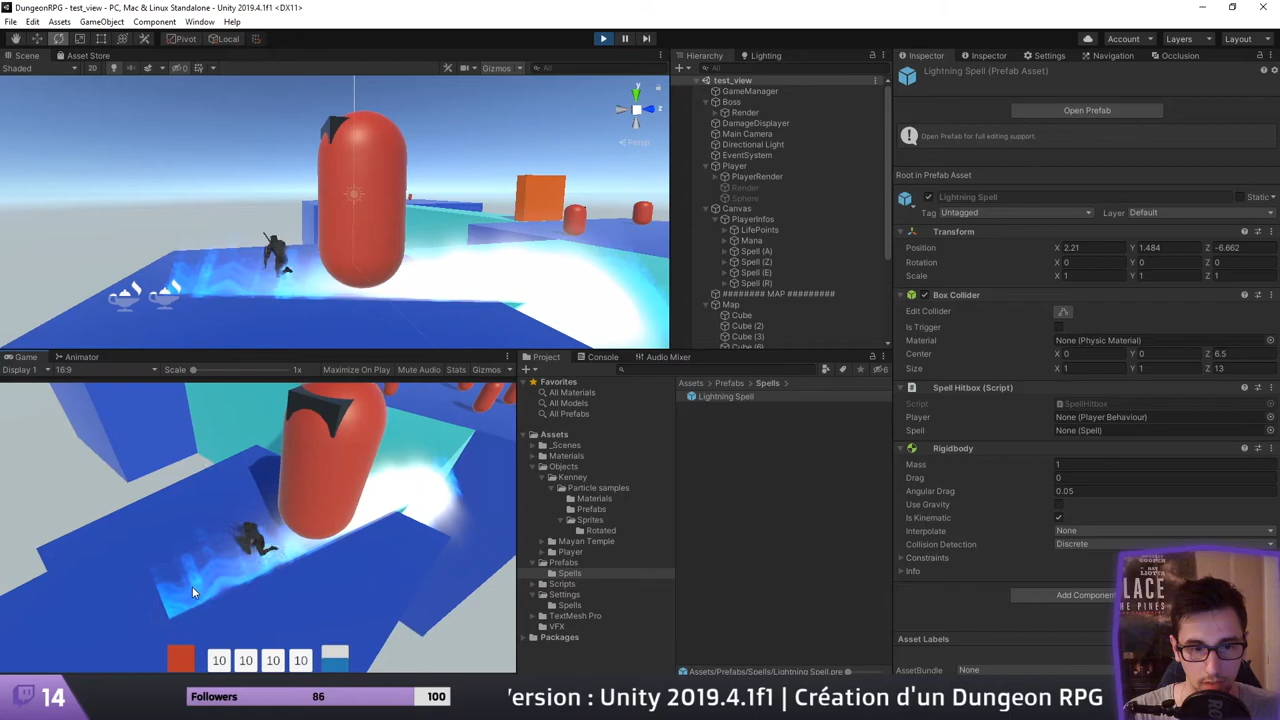 DungeonRPG - test_view - PC, Mac & Linux Standalone - Unity 2019.4.1f1 <DX11>
File Edit Assets GameObject Component Window Help
Pivot Local
Account Layers Layout
Scene Asset Store
Shaded 2D 0 Gizmos All
y z
Persp
Hierarchy Lighting
All
test_view
GameManager
Boss
Render
DamageDisplayer
Main Camera
Directional Light
EventSystem
Player
PlayerRender
Render
Sphere
Canvas
PlayerInfos
LifePoints
Mana
Spell (A)
Spell (Z)
Spell (E)
Spell (R)
######## MAP #########
Map
Cube
Cube (2)
Cube (3)
Cube (6)
Inspector Inspector Settings Navigation Occlusion
Lightning Spell (Prefab Asset)
Open Prefab
Open Prefab for full editing support.
Root in Prefab Asset
Lightning Spell Static
Tag Untagged Layer Default
Transform
Position X 2.21 Y 1.484 Z -6.662
Rotation X 0 Y 0 Z 0
Scale X 1 Y 1 Z 1
Box Collider
Edit Collider
Is Trigger
Material None (Physic Material)
Center X 0 Y 0 Z 6.5
Size X 1 Y 1 Z 13
Spell Hitbox (Script)
Script SpellHitbox
Player None (Player Behaviour)
Spell None (Spell)
Rigidbody
Mass 1
Drag 0
Angular Drag 0.05
Use Gravity
Is Kinematic
Interpolate None
Collision Detection Discrete
Constraints
Info
Add Component
Asset Labels
AssetBundle None
Game Animator
Display 1 16:9 Scale 1x Maximize On Play Mute Audio Stats Gizmos
10 10 10 10
Project Console Audio Mixer
6
Favorites
All Materials
All Models
All Prefabs
Assets
_Scenes
Materials
Objects
Kenney
Particle samples
Materials
Prefabs
Sprites
Rotated
Mayan Temple
Player
Prefabs
Spells
Scripts
Settings
Spells
TextMesh Pro
VFX
Packages
Assets Prefabs Spells
Lightning Spell
Assets/Prefabs/Spells/Lightning Spell.pre
PLACE
THE PINES
14 Followers 86 100 Version : Unity 2019.4.1f1 | Création d'un Dungeon RPG